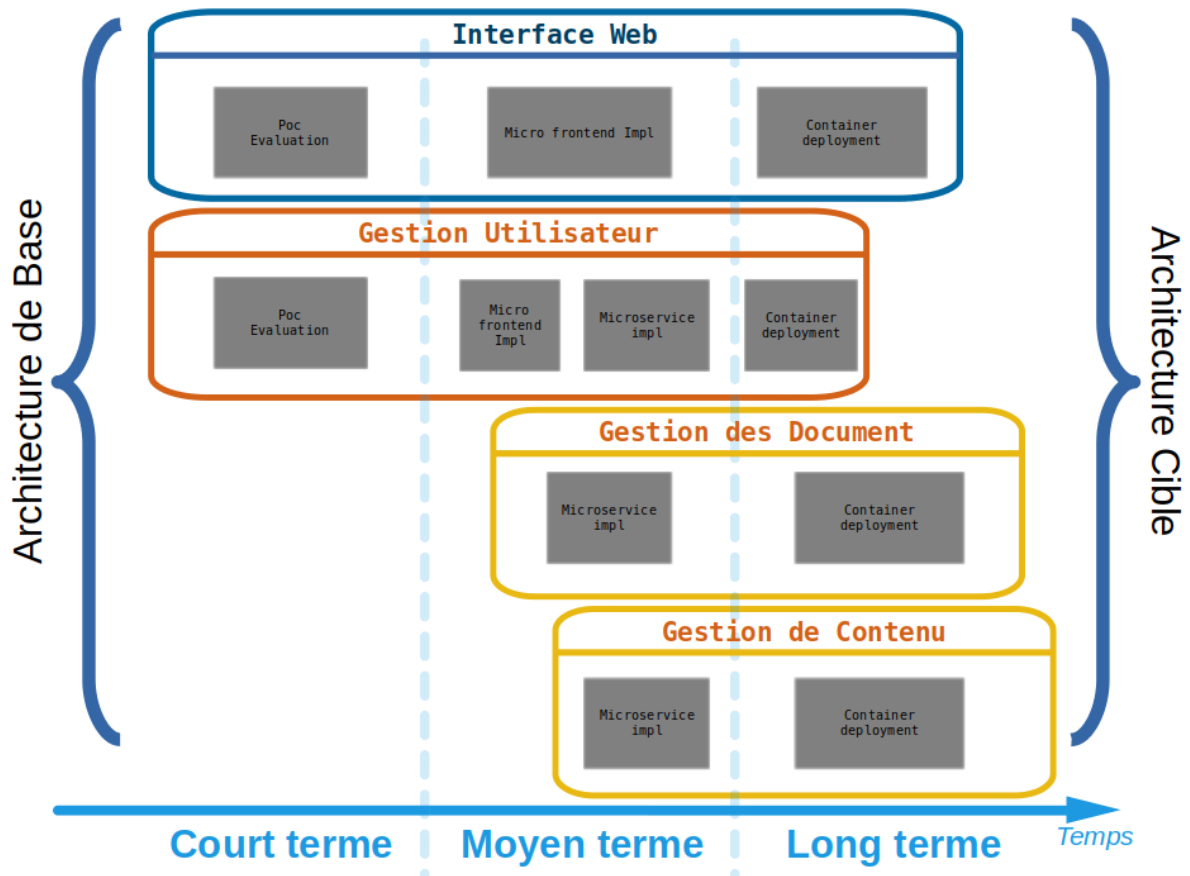 Architecture de Base
Interface Web
Poc
Evaluation
Micro frontend Impl
Container
deployment
Gestion Utilisateur
Poc
Evaluation
Micro
frontend
Impl
Microservice
impl
Container
deployment
Gestion des Document
Microservice
impl
Container
deployment
Gestion de Contenu
Microservice
impl
Container
deployment
Architecture Cible
Court terme
Moyen terme
Long terme
Temps